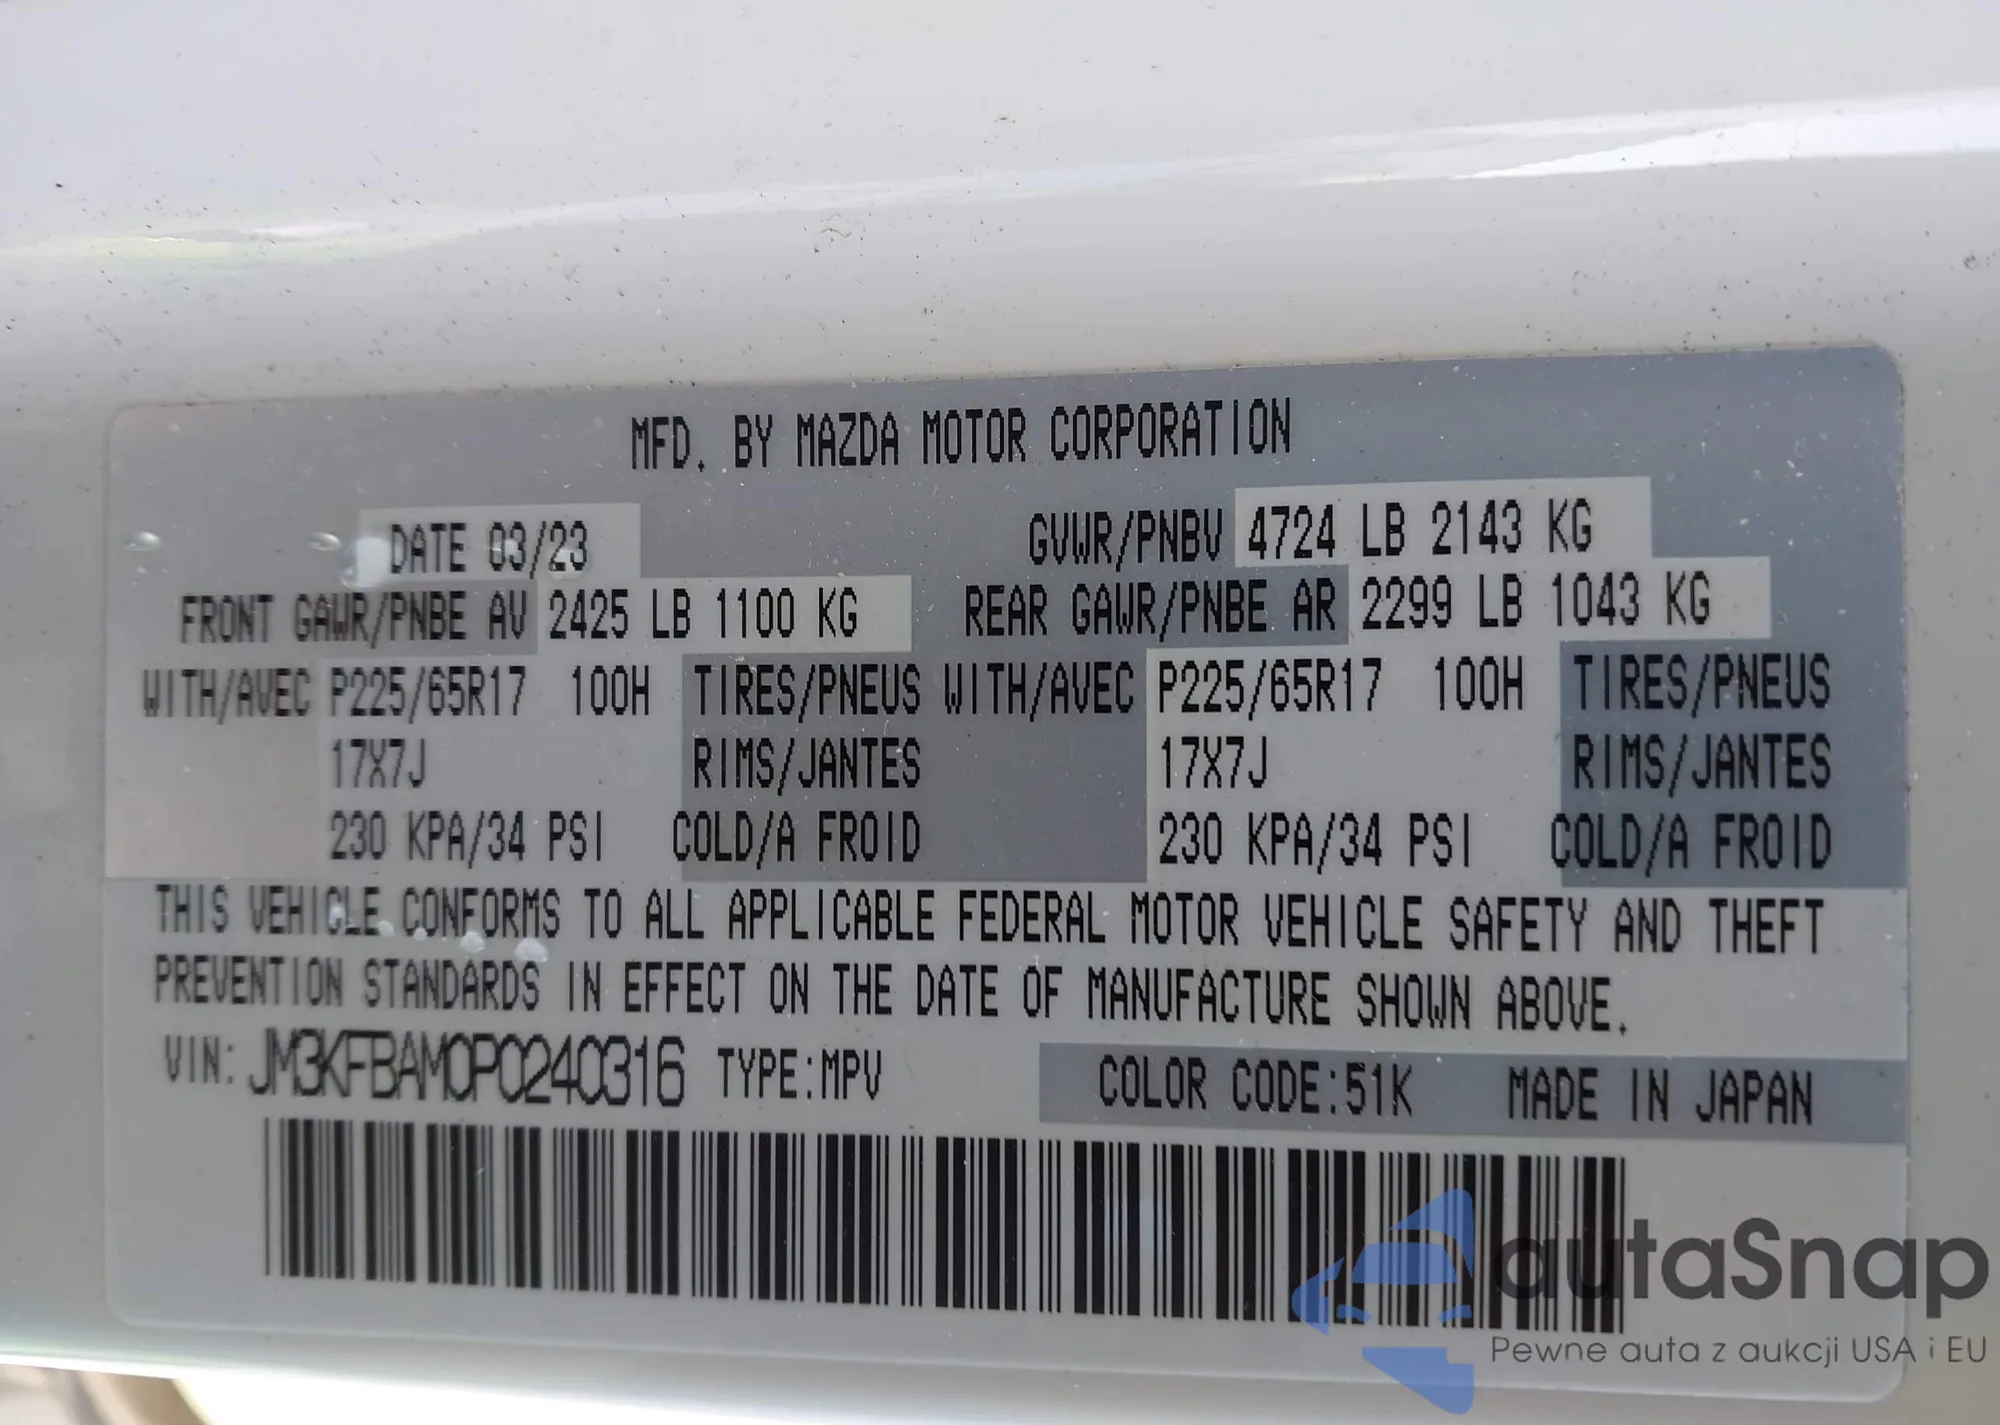 MFD. BY MAZDA MOTOR CORPORATION
DATE 03/23 GVWR/PNBV 4724 LB 2143 KG
FRONT GAWR/PNBE AV 2425 LB 1100 KG REAR GAWR/PNBE AR 2299 LB 1043 KG
WITH/AVEC P225/65R17 100H TIRES/PNEUS WITH/AVEC P225/65R17 100H TIRES/PNEUS
17X7J RIMS/JANTES 17X7J RIMS/JANTES
230 KPA/34 PSI COLD/A FROID 230 KPA/34 PSI COLD/A FROID
THIS VEHICLE CONFORMS TO ALL APPLICABLE FEDERAL MOTOR VEHICLE SAFETY AND THEFT
PREVENTION STANDARDS IN EFFECT ON THE DATE OF MANUFACTURE SHOWN ABOVE.
VIN: JM3KFBAM0P0240316 TYPE:MPV COLOR CODE:51K MADE IN JAPAN
autaSnap
Pewne auta z aukcji USA i EU